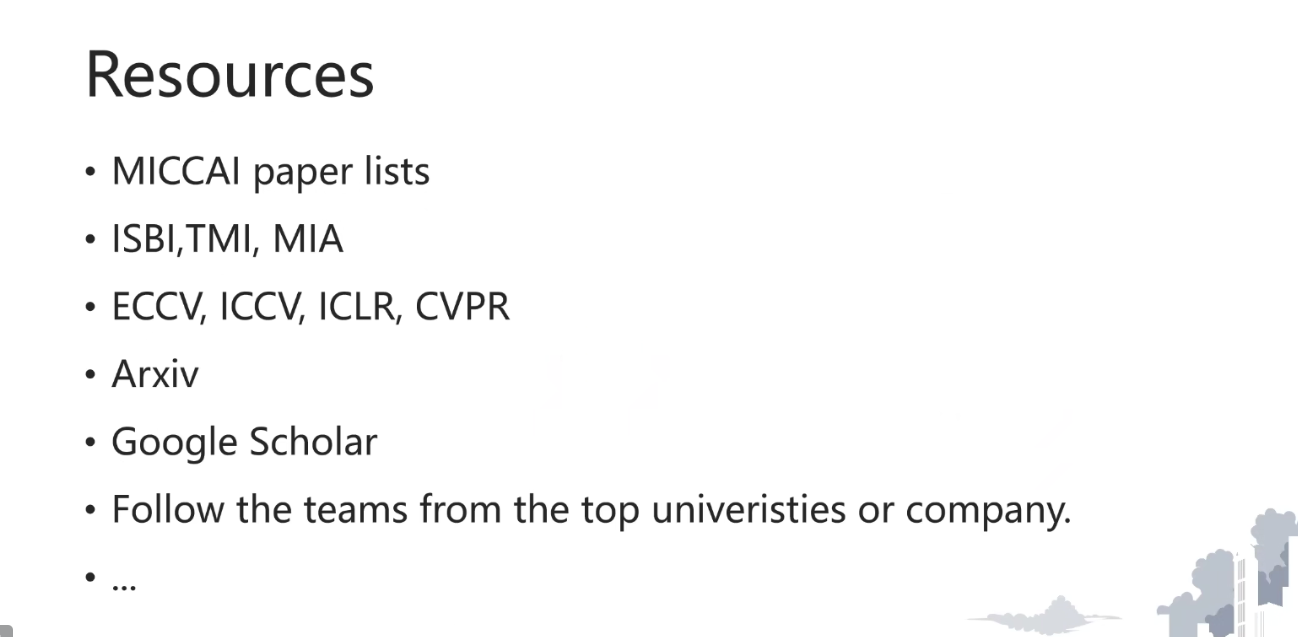 Resources
• MICCAI paper lists
• ISBI,TMI, MIA
• ECCV, ICCV, ICLR, CVPR
• Arxiv
• Google Scholar
• Follow the teams from the top univeristies or company.
• ...